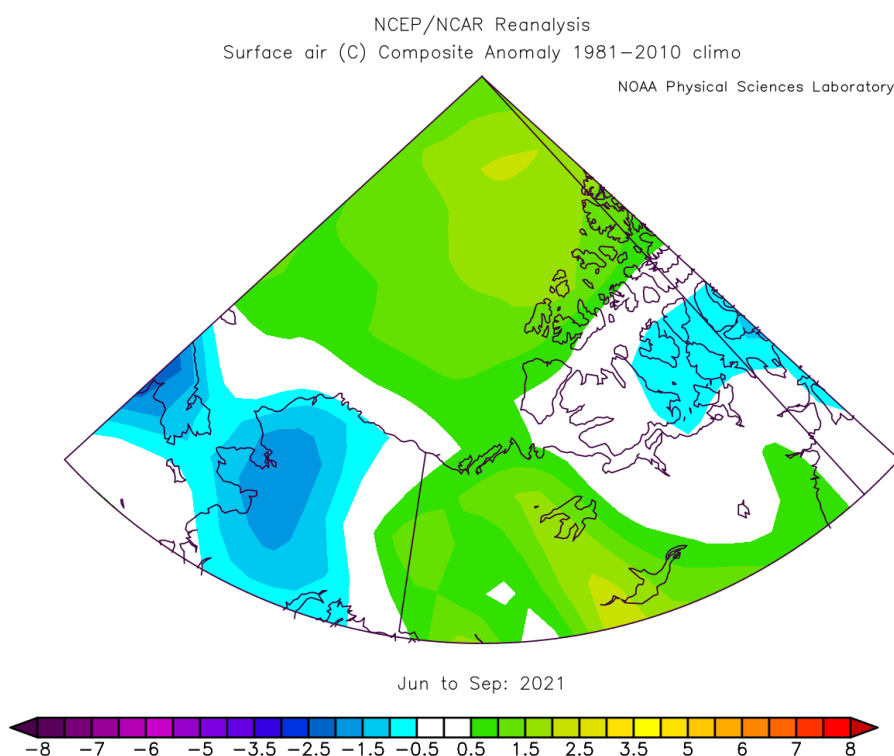 NCEP/NCAR Reanalysis
Surface air (C) Composite Anomaly 1981−2010 climo
NOAA Physical Sciences Laboratory
Jun to Sep: 2021
−8 −7 −6 −5 −3.5 −2.5 −1.5 −0.5 0.5 1.5 2.5 3.5 5 6 7 8